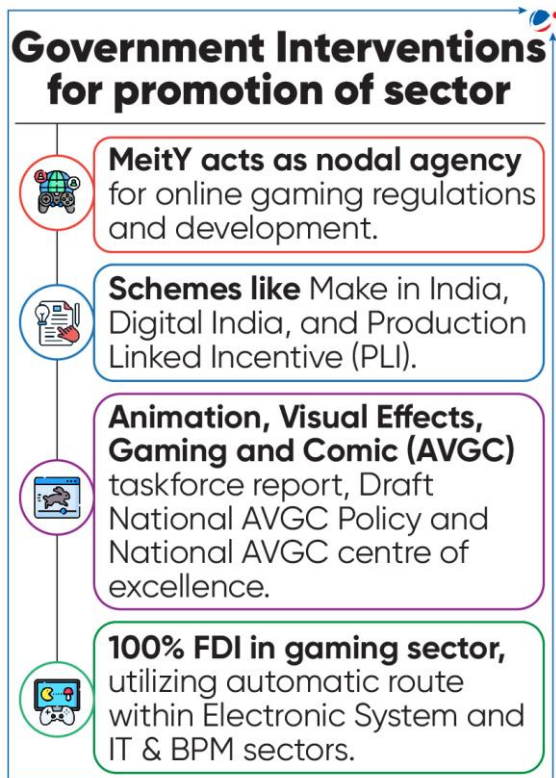 Government Interventions
for promotion of sector
MeitY acts as nodal agency
for online gaming regulations
and development.
Schemes like Make in India,
Digital India, and Production
Linked Incentive (PLI).
Animation, Visual Effects,
Gaming and Comic (AVGC)
taskforce report, Draft
National AVGC Policy and
National AVGC centre of
excellence.
100% FDI in gaming sector,
utilizing automatic route
within Electronic System and
IT & BPM sectors.